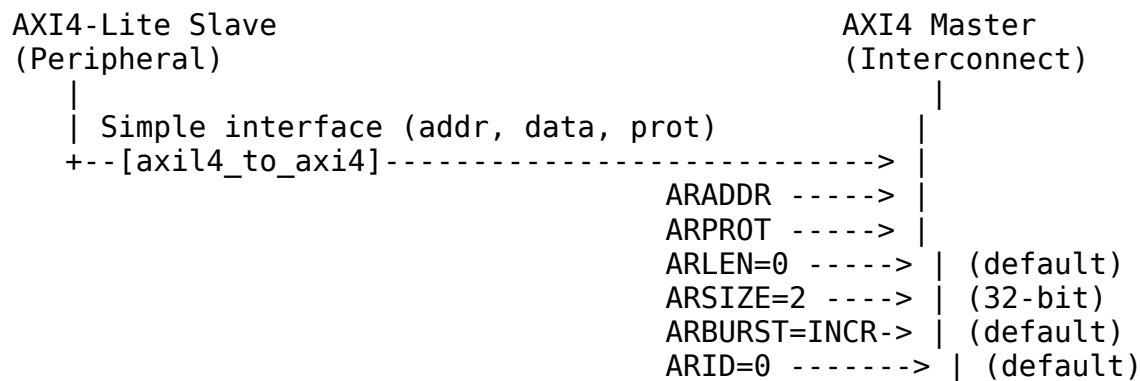 AXI4-Lite Slave                                 AXI4 Master
(Peripheral)                                    (Interconnect)
   |                                                 |
   | Simple interface (addr, data, prot)            |
   +--[axil4_to_axi4]----------------------------> |
                                      ARADDR -----> |
                                      ARPROT -----> |
                                      ARLEN=0 -----> | (default)
                                      ARSIZE=2 ----> | (32-bit)
                                      ARBURST=INCR-> | (default)
                                      ARID=0 -------> | (default)